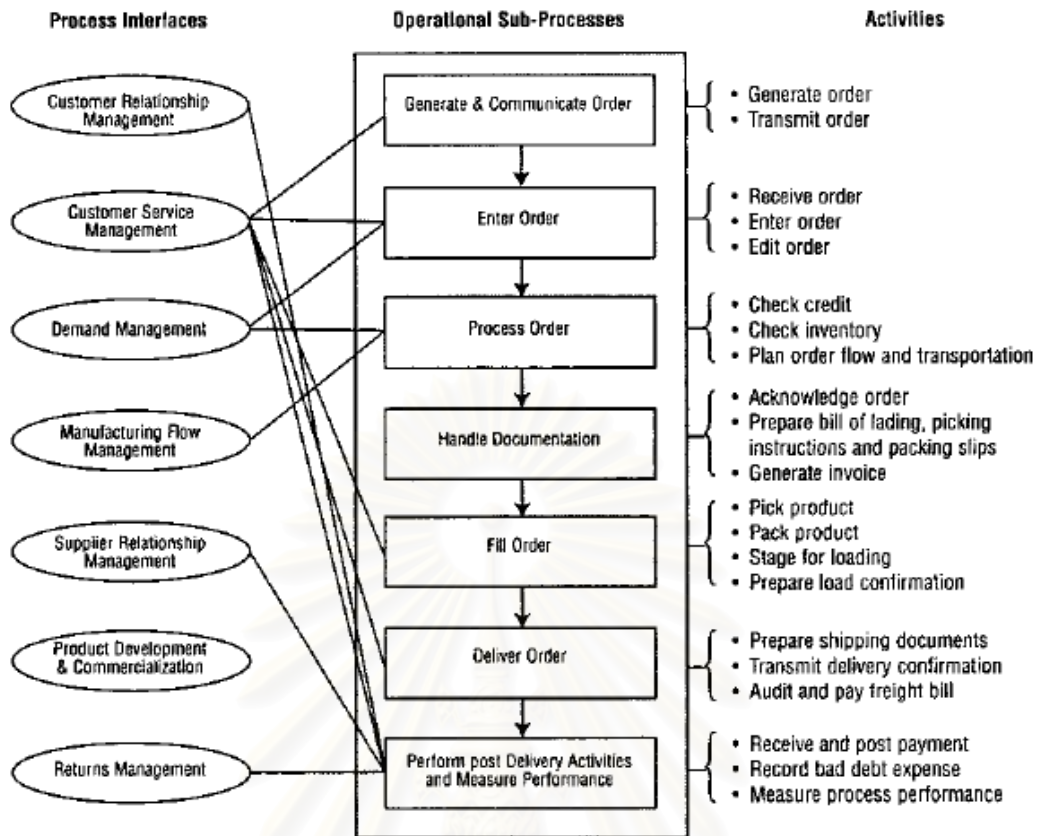 Process Interfaces
Operational Sub-Processes
Activities
Customer Relationship
Management
Generate & Communicate Order
• Generate order
• Transmit order
Customer Service
Management
Enter Order
• Receive order
• Enter order
• Edit order
Demand Management
Process Order
• Check credit
• Check inventory
• Plan order flow and transportation
Manufacturing Flow
Management
Handle Documentation
• Acknowledge order
• Prepare bill of lading, picking
instructions and packing slips
• Generate invoice
Supplier Relationship
Management
Fill Order
• Pick product
• Pack product
• Stage for loading
• Prepare load confirmation
Product Development
& Commercialization
Deliver Order
• Prepare shipping documents
• Transmit delivery confirmation
• Audit and pay freight bill
Returns Management
Perform post Delivery Activities
and Measure Performance
• Receive and post payment
• Record bad debt expense
• Measure process performance